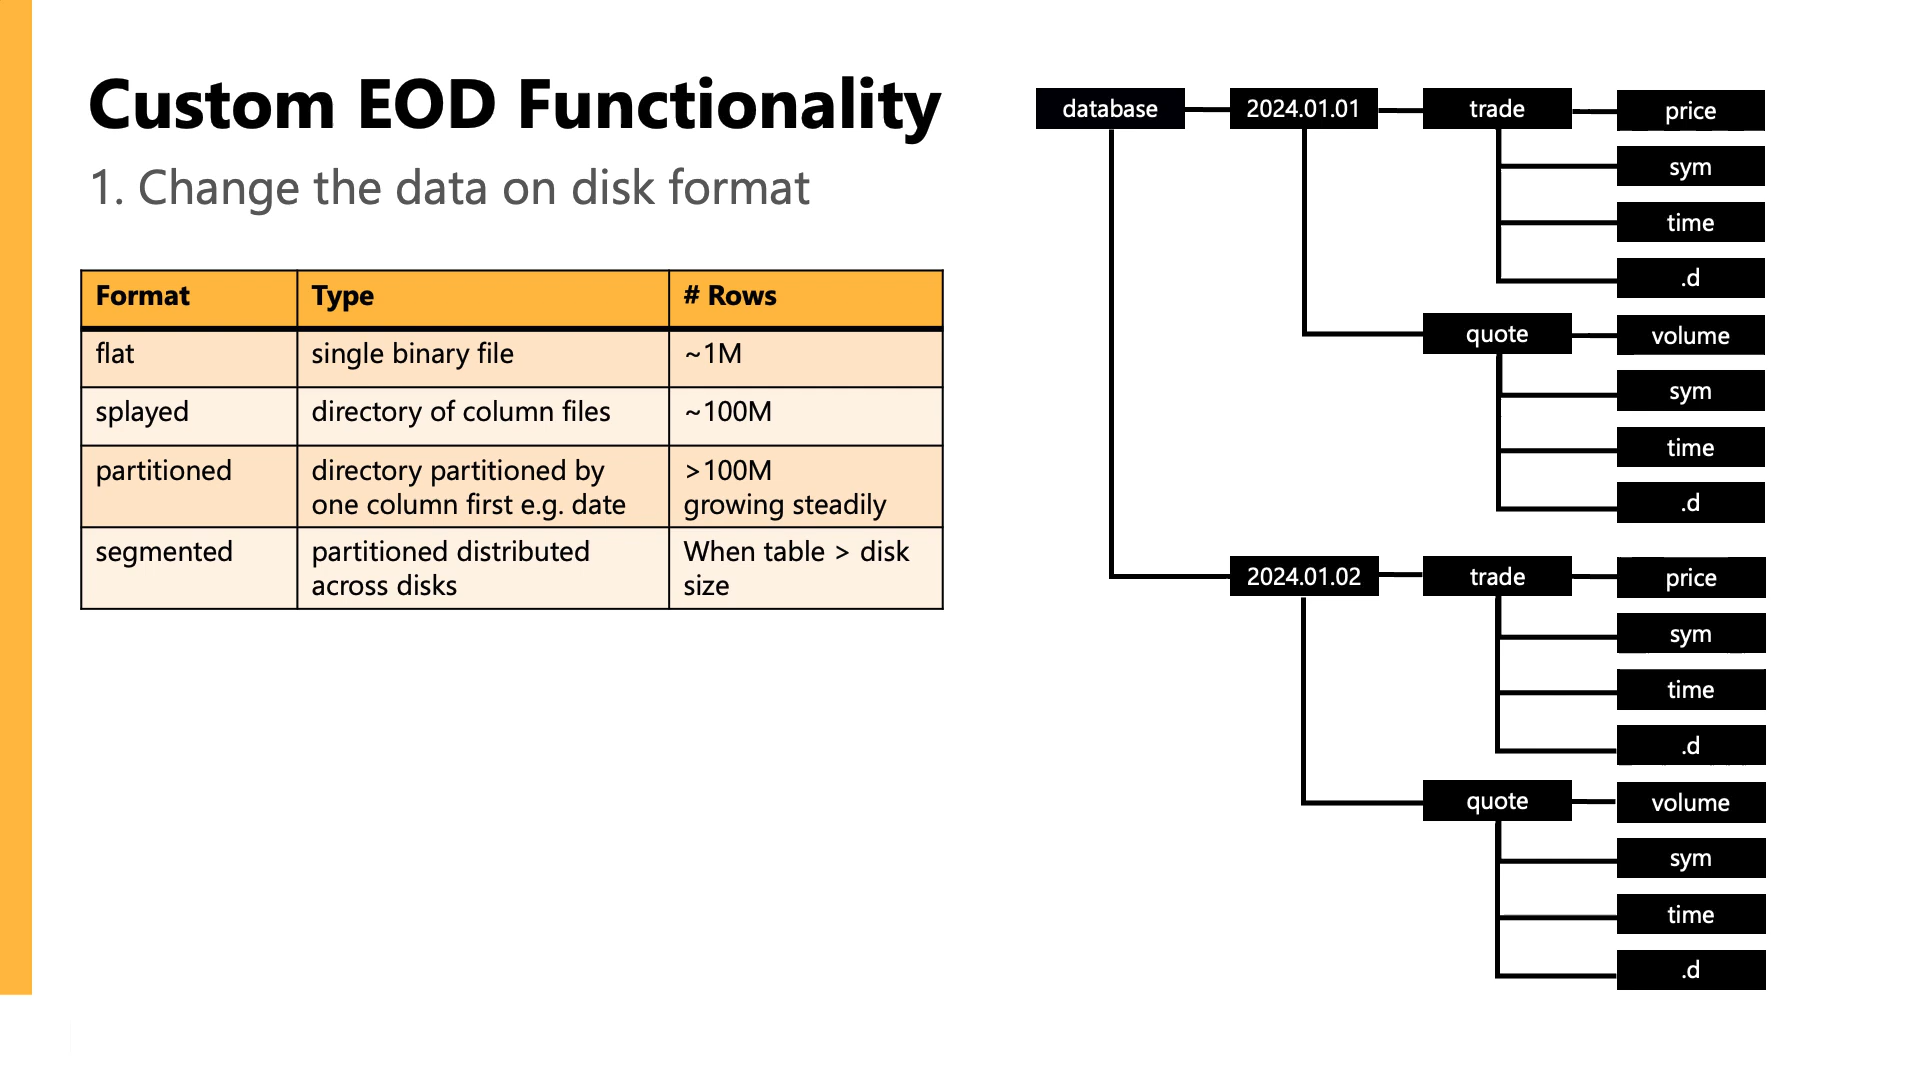 Custom EOD Functionality
1. Change the data on disk format
Format Type # Rows
flat single binary file ~1M
splayed directory of column files ~100M
partitioned directory partitioned by >100M
one column first e.g. date growing steadily
segmented partitioned distributed When table > disk
across disks size
database 2024.01.01 trade price
sym
time
.d
quote volume
sym
time
.d
2024.01.02 trade price
sym
time
.d
quote volume
sym
time
.d